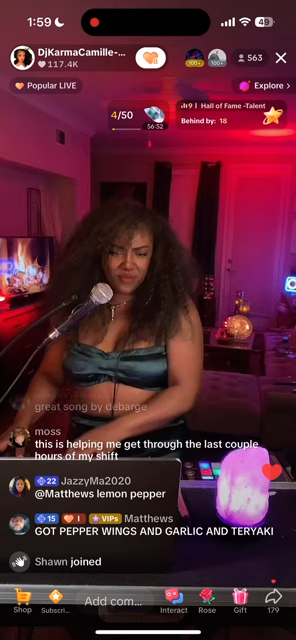 1:59
49
DjKarmaCamille-...
117.4K
100+
100+
563
Popular LIVE
Explore >
4/50
56:52
№9 | Hall of Fame -Talent
Behind by: 18
great song by debarge
moss
this is helping me get through the last couple
hours of my shift
22 JazzyMa2020
@Matthews lemon pepper
15 I VIPs Matthews
GOT PEPPER WINGS AND GARLIC AND TERYAKI
Shawn joined
Shop
Subscri...
Add com...
Interact
Rose
Gift
179